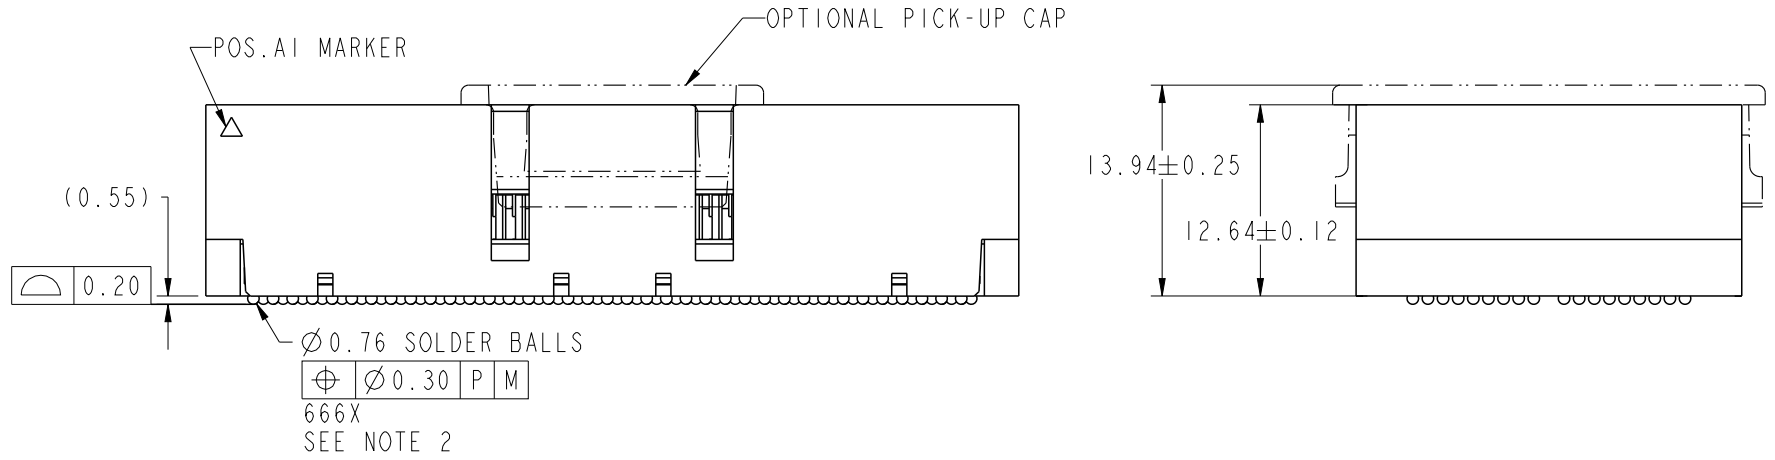 OPTIONAL PICK-UP CAP
POS.A1 MARKER
13.94±0.25
(0.55)
12.64±0.12
⌓ 0.20
Ø0.76 SOLDER BALLS
⌖ Ø0.30 P M
666X
SEE NOTE 2